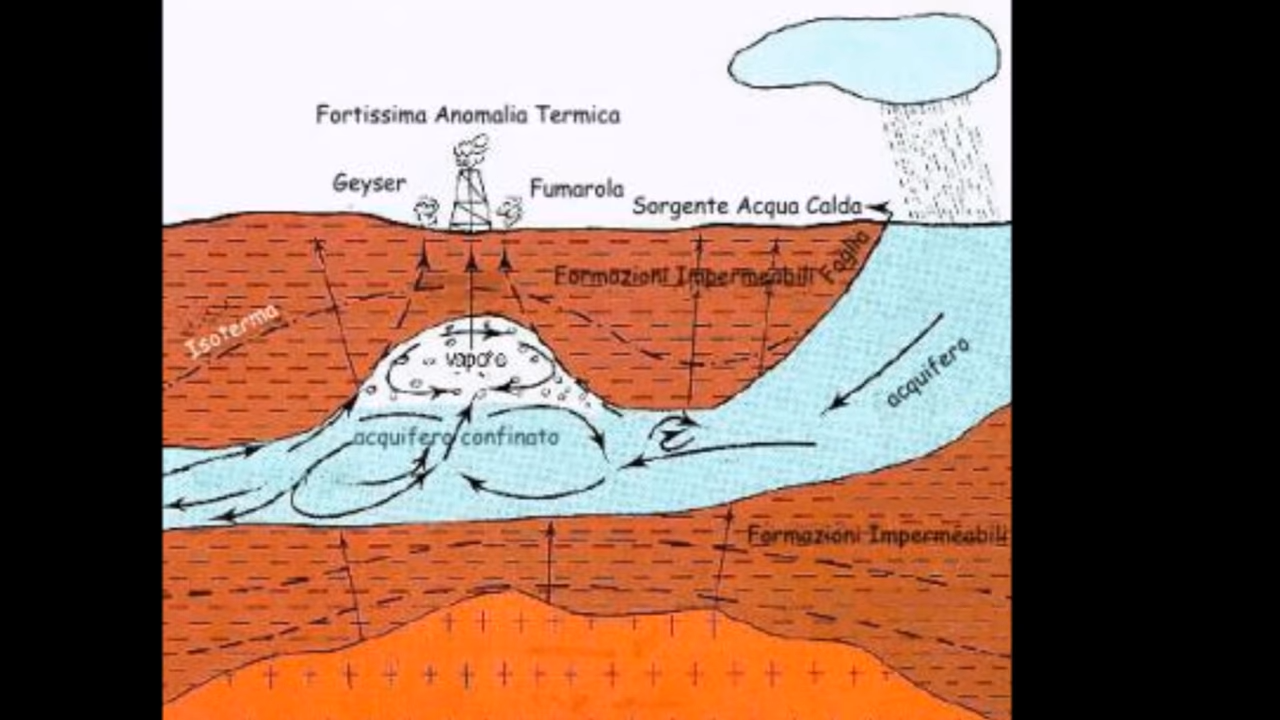 Fortissima Anomalia Termica
Geyser
Fumarola
Sorgente Acqua Calda
Formazioni Impermeabili
Faglia
Isoterma
vapore
acquifero
acquifero confinato
Formazioni Impermeabili